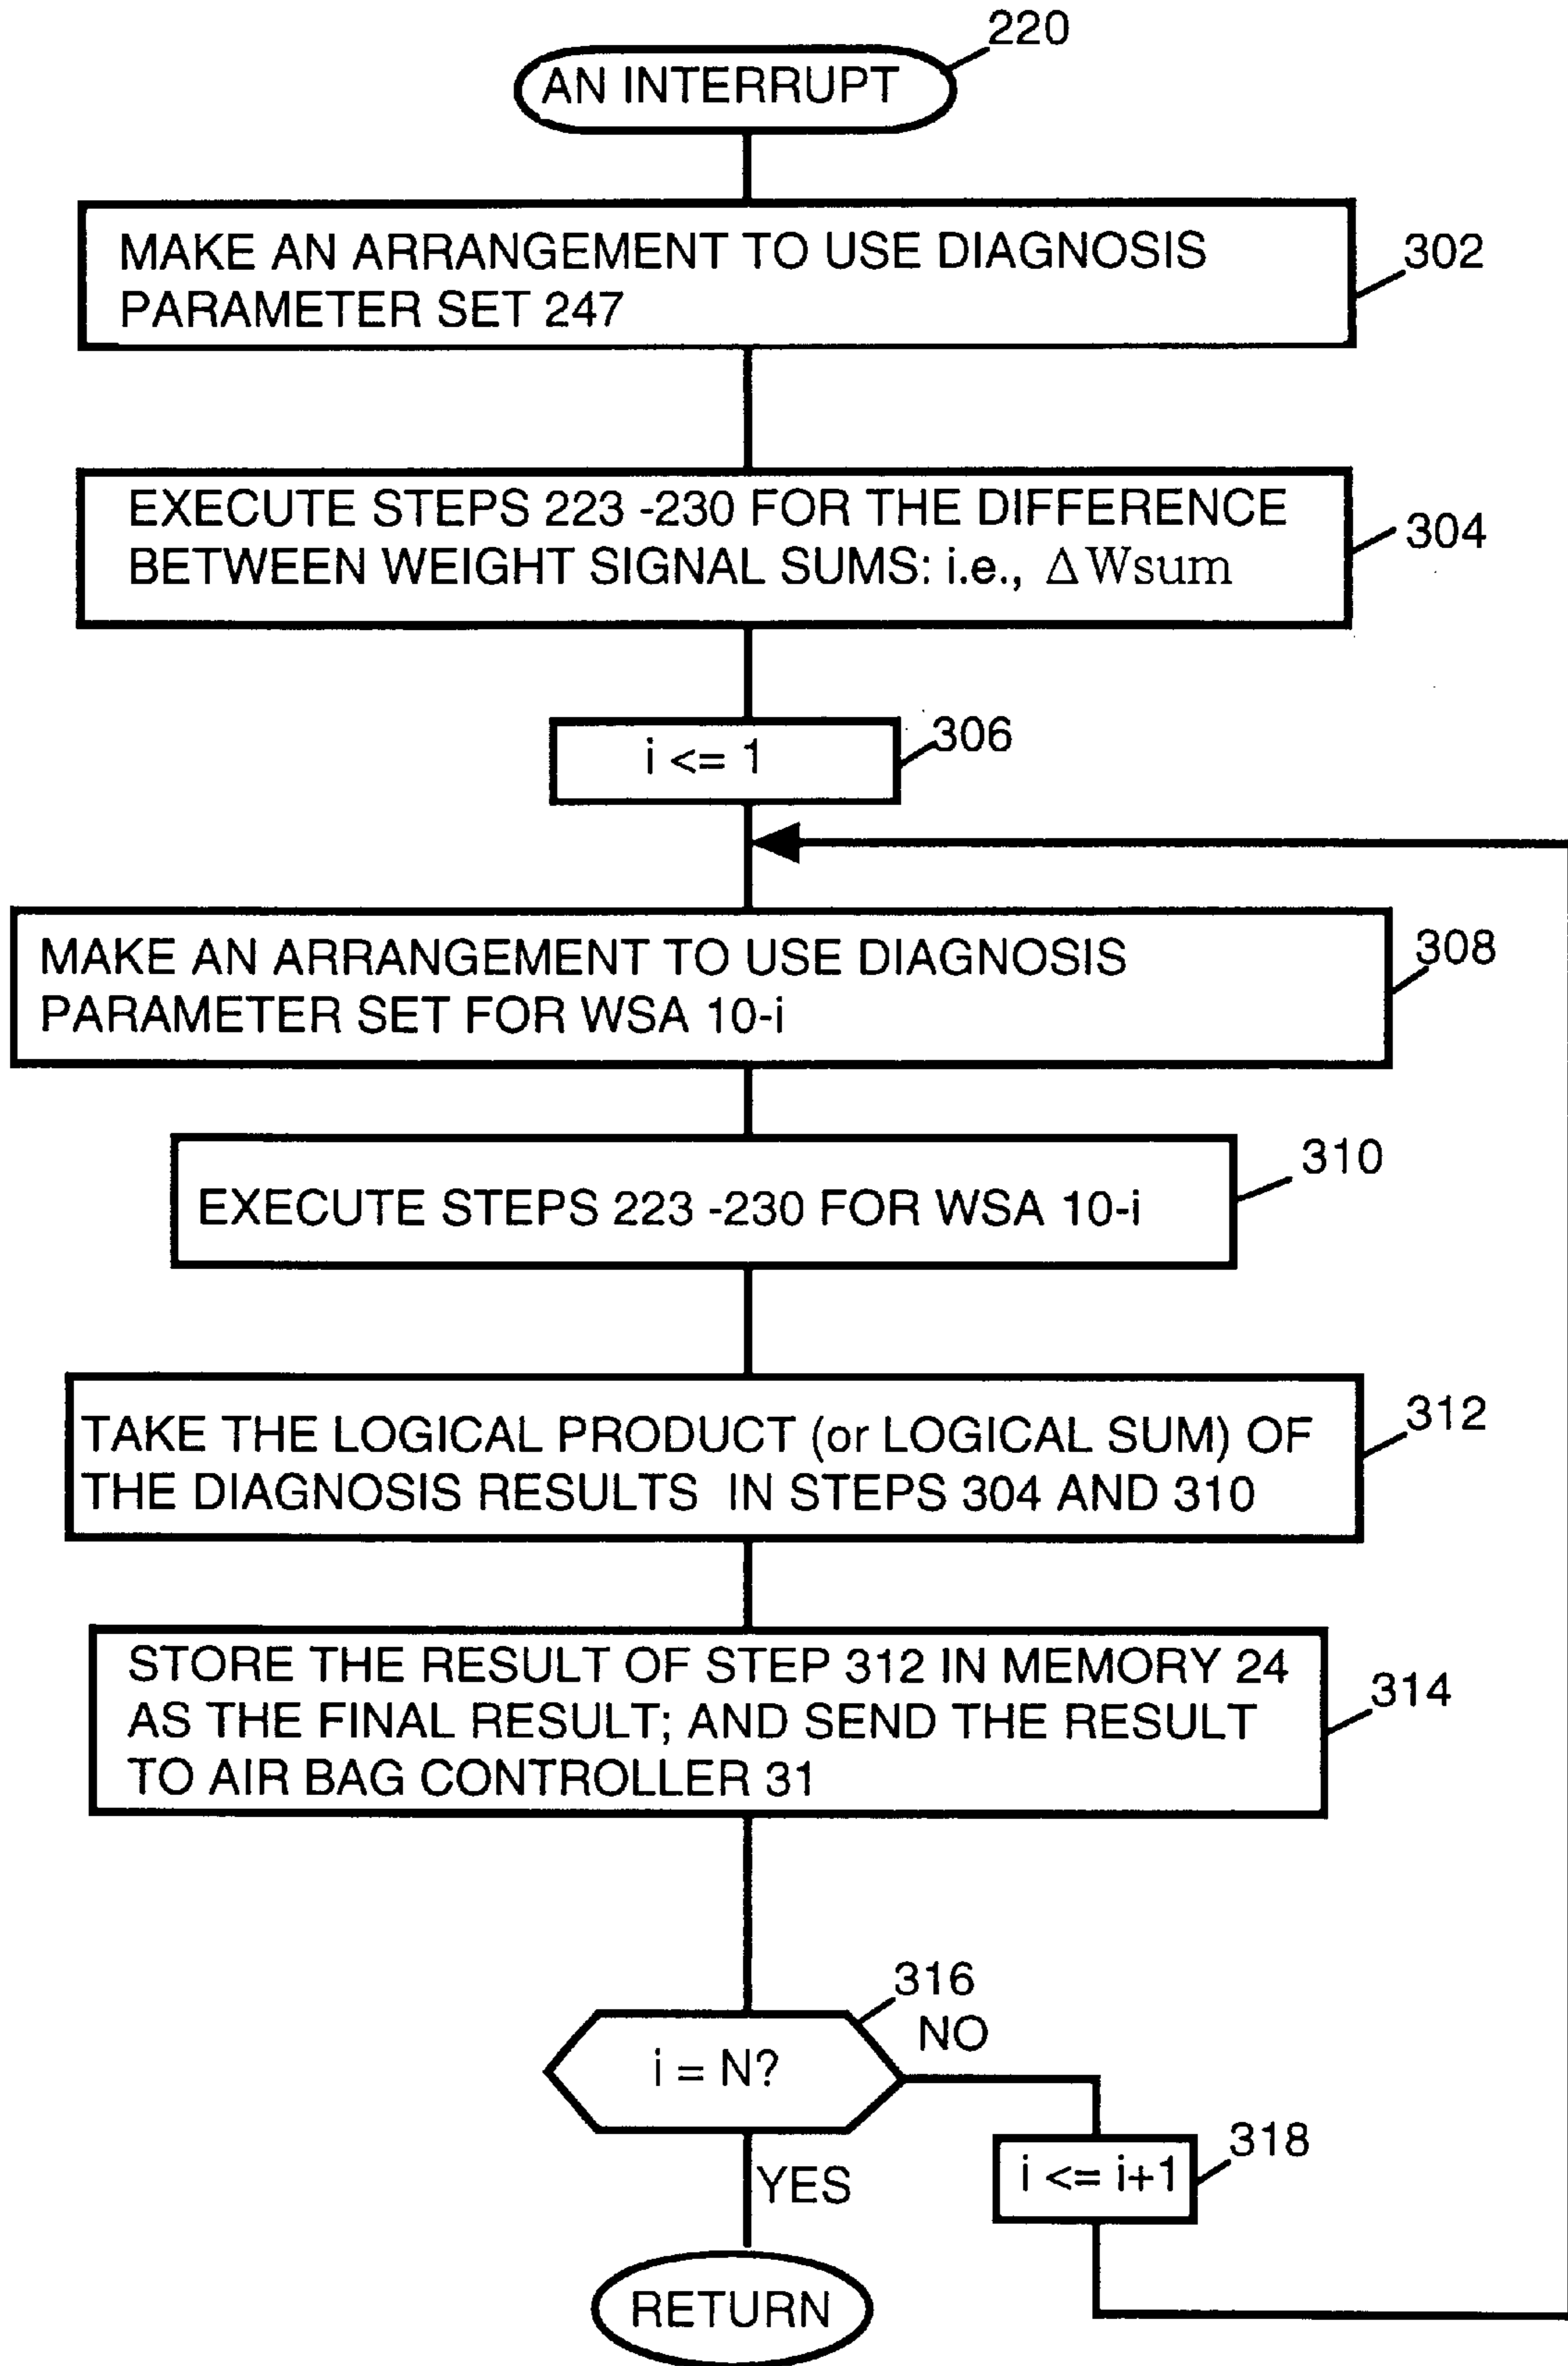 220
AN INTERRUPT
MAKE AN ARRANGEMENT TO USE DIAGNOSIS
PARAMETER SET 247
302
EXECUTE STEPS 223 -230 FOR THE DIFFERENCE
BETWEEN WEIGHT SIGNAL SUMS: i.e., ΔWsum
304
i <= 1
306
MAKE AN ARRANGEMENT TO USE DIAGNOSIS
PARAMETER SET FOR WSA 10-i
308
EXECUTE STEPS 223 -230 FOR WSA 10-i
310
TAKE THE LOGICAL PRODUCT (or LOGICAL SUM) OF
THE DIAGNOSIS RESULTS IN STEPS 304 AND 310
312
STORE THE RESULT OF STEP 312 IN MEMORY 24
AS THE FINAL RESULT; AND SEND THE RESULT
TO AIR BAG CONTROLLER 31
314
316
NO
i = N?
318
i <= i+1
YES
RETURN